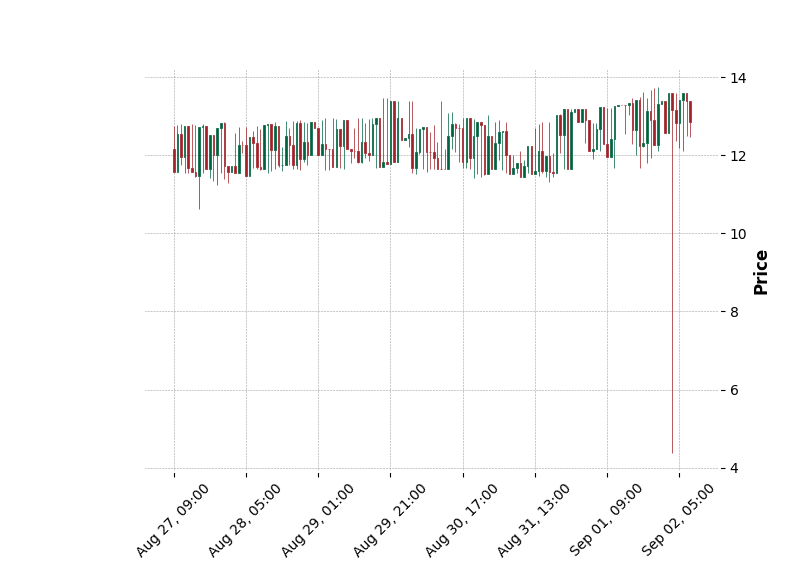 14
12
10
8
6
4
Price
Aug 27, 09:00
Aug 28, 05:00
Aug 29, 01:00
Aug 29, 21:00
Aug 30, 17:00
Aug 31, 13:00
Sep 01, 09:00
Sep 02, 05:00